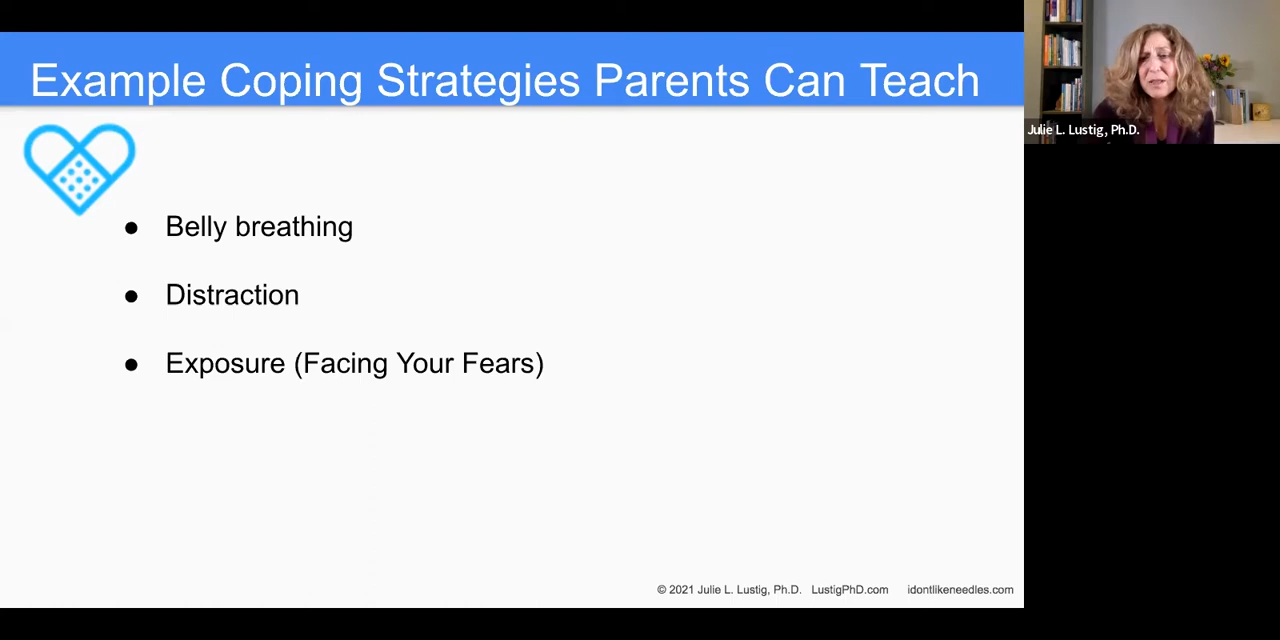 Example Coping Strategies Parents Can Teach
Julie L. Lustig, Ph.D.
● Belly breathing
● Distraction
● Exposure (Facing Your Fears)
© 2021 Julie L. Lustig, Ph.D. LustigPhD.com idontlikeneedles.com